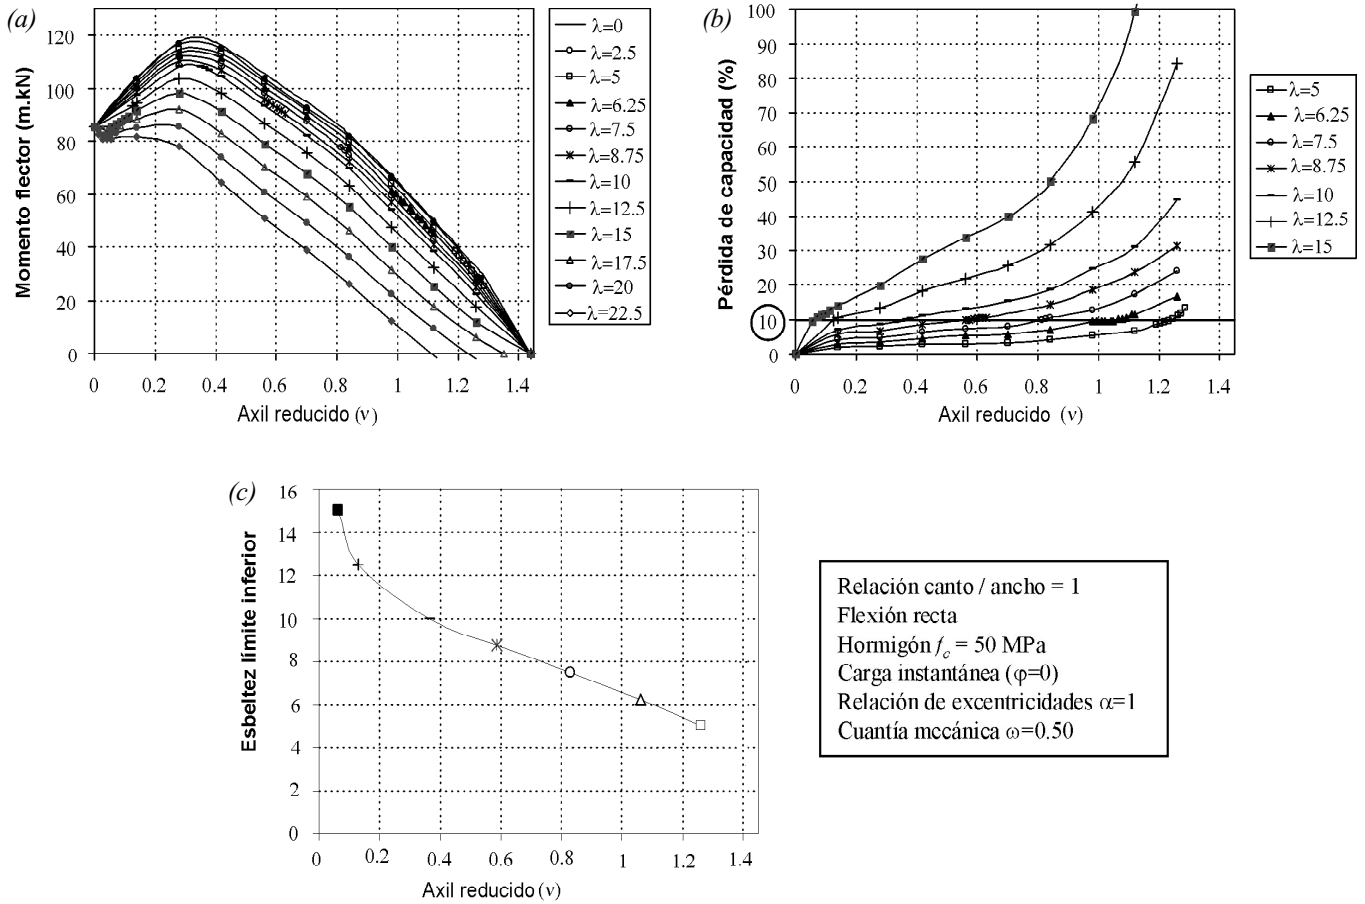 (a)
Momento flector (m.kN)
120
100
80
60
40
20
0
0 0.2 0.4 0.6 0.8 1 1.2 1.4
Axil reducido (ν)
λ=0
λ=2.5
λ=5
λ=6.25
λ=7.5
λ=8.75
λ=10
λ=12.5
λ=15
λ=17.5
λ=20
λ=22.5
(b)
Pérdida de capacidad (%)
100
90
80
70
60
50
40
30
20
10
0
0 0.2 0.4 0.6 0.8 1 1.2 1.4
Axil reducido (ν)
λ=5
λ=6.25
λ=7.5
λ=8.75
λ=10
λ=12.5
λ=15
(c)
Esbeltez límite inferior
16
14
12
10
8
6
4
2
0
0 0.2 0.4 0.6 0.8 1 1.2 1.4
Axil reducido (ν)
Relación canto / ancho = 1
Flexión recta
Hormigón fc = 50 MPa
Carga instantánea (φ=0)
Relación de excentricidades α=1
Cuantía mecánica ω=0.50